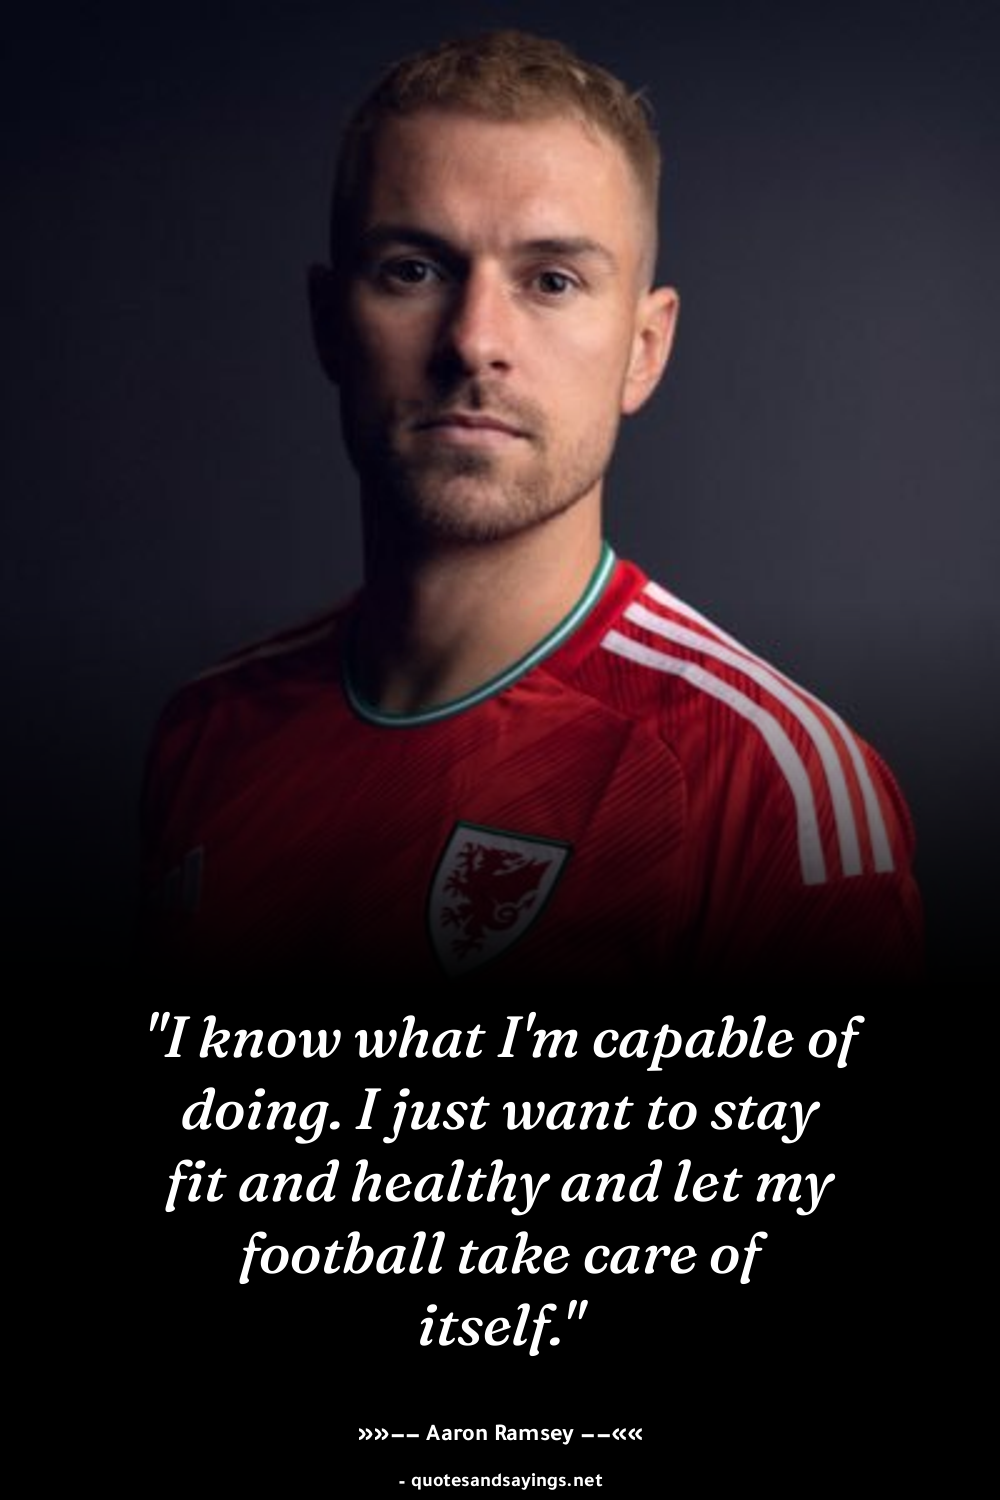 "I know what I'm capable of
doing. I just want to stay
fit and healthy and let my
football take care of
itself."
»»–– Aaron Ramsey ––««
- quotesandsayings.net